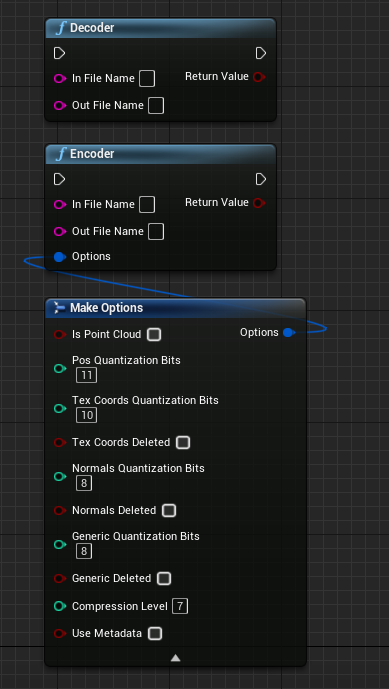 Decoder
In File Name Return Value
Out File Name
Encoder
In File Name Return Value
Out File Name
Options
Make Options
Is Point Cloud Options
Pos Quantization Bits
11
Tex Coords Quantization Bits
10
Tex Coords Deleted
Normals Quantization Bits
8
Normals Deleted
Generic Quantization Bits
8
Generic Deleted
Compression Level 7
Use Metadata